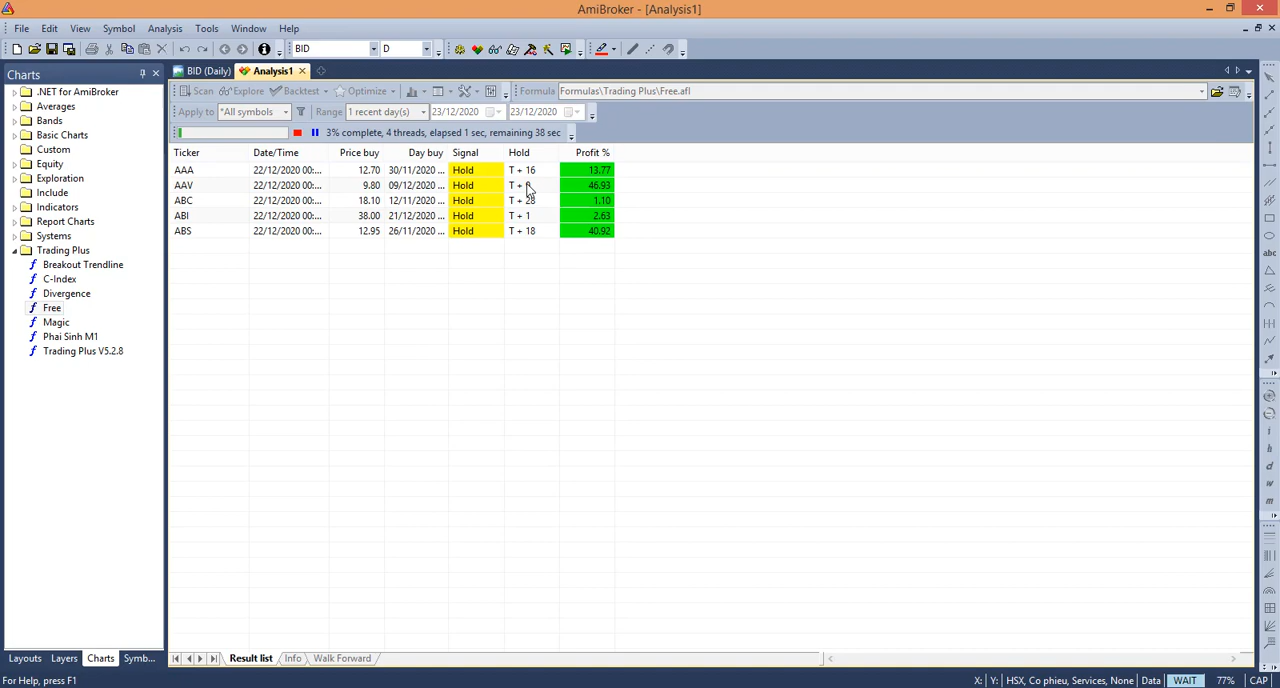 AmiBroker - [Analysis1]
File Edit View Symbol Analysis Tools Window Help
BID D
Charts
BID (Daily) Analysis1
Scan Explore Backtest Optimize Formula Formulas\Trading Plus\Free.afl
Apply to *All symbols Range 1 recent day(s) 23/12/2020 23/12/2020
3% complete, 4 threads, elapsed 1 sec, remaining 38 sec
Ticker Date/Time Price buy Day buy Signal Hold Profit %
AAA 22/12/2020 00:... 12.70 30/11/2020 ... Hold T + 16 13.77
AAV 22/12/2020 00:... 9.80 09/12/2020 ... Hold T + 46.93
ABC 22/12/2020 00:... 18.10 12/11/2020 ... Hold T + 28 1.10
ABI 22/12/2020 00:... 38.00 21/12/2020 ... Hold T + 1 2.63
ABS 22/12/2020 00:... 12.95 26/11/2020 ... Hold T + 18 40.92
.NET for AmiBroker
Averages
Bands
Basic Charts
Custom
Equity
Exploration
Include
Indicators
Report Charts
Systems
Trading Plus
Breakout Trendline
C-Index
Divergence
Free
Magic
Phai Sinh M1
Trading Plus V5.2.8
abc
Layouts Layers Charts Symb...
Result list Info Walk Forward
For Help, press F1
X: Y: HSX, Co phieu, Services, None Data WAIT 77% CAP